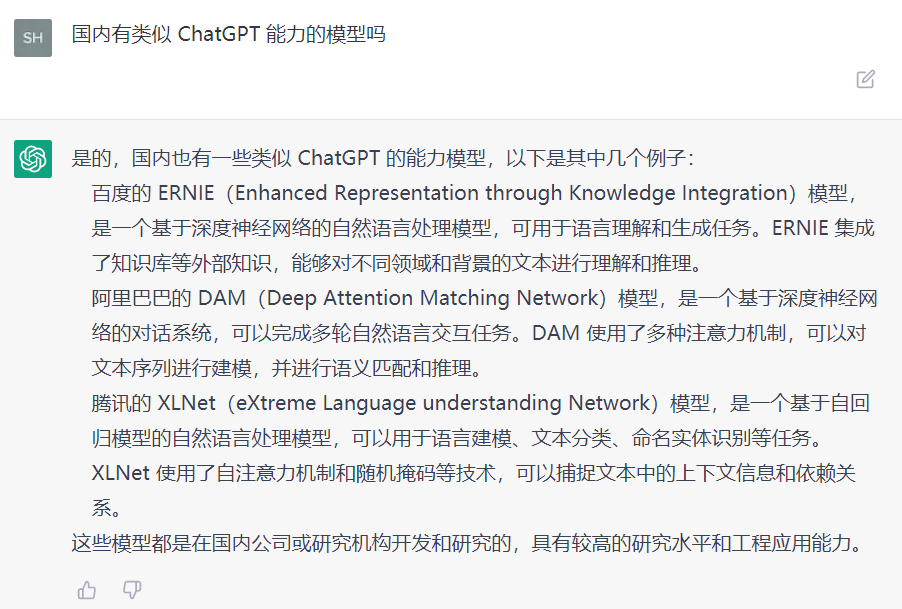 SH
国内有类似 ChatGPT 能力的模型吗
是的，国内也有一些类似 ChatGPT 的能力模型，以下是其中几个例子：
百度的 ERNIE（Enhanced Representation through Knowledge Integration）模型，
是一个基于深度神经网络的自然语言处理模型，可用于语言理解和生成任务。ERNIE 集成
了知识库等外部知识，能够对不同领域和背景的文本进行理解和推理。
阿里巴巴的 DAM（Deep Attention Matching Network）模型，是一个基于深度神经网
络的对话系统，可以完成多轮自然语言交互任务。DAM 使用了多种注意力机制，可以对
文本序列进行建模，并进行语义匹配和推理。
腾讯的 XLNet（eXtreme Language understanding Network）模型，是一个基于自回
归模型的自然语言处理模型，可以用于语言建模、文本分类、命名实体识别等任务。
XLNet 使用了自注意力机制和随机掩码等技术，可以捕捉文本中的上下文信息和依赖关
系。
这些模型都是在国内公司或研究机构开发和研究的，具有较高的研究水平和工程应用能力。